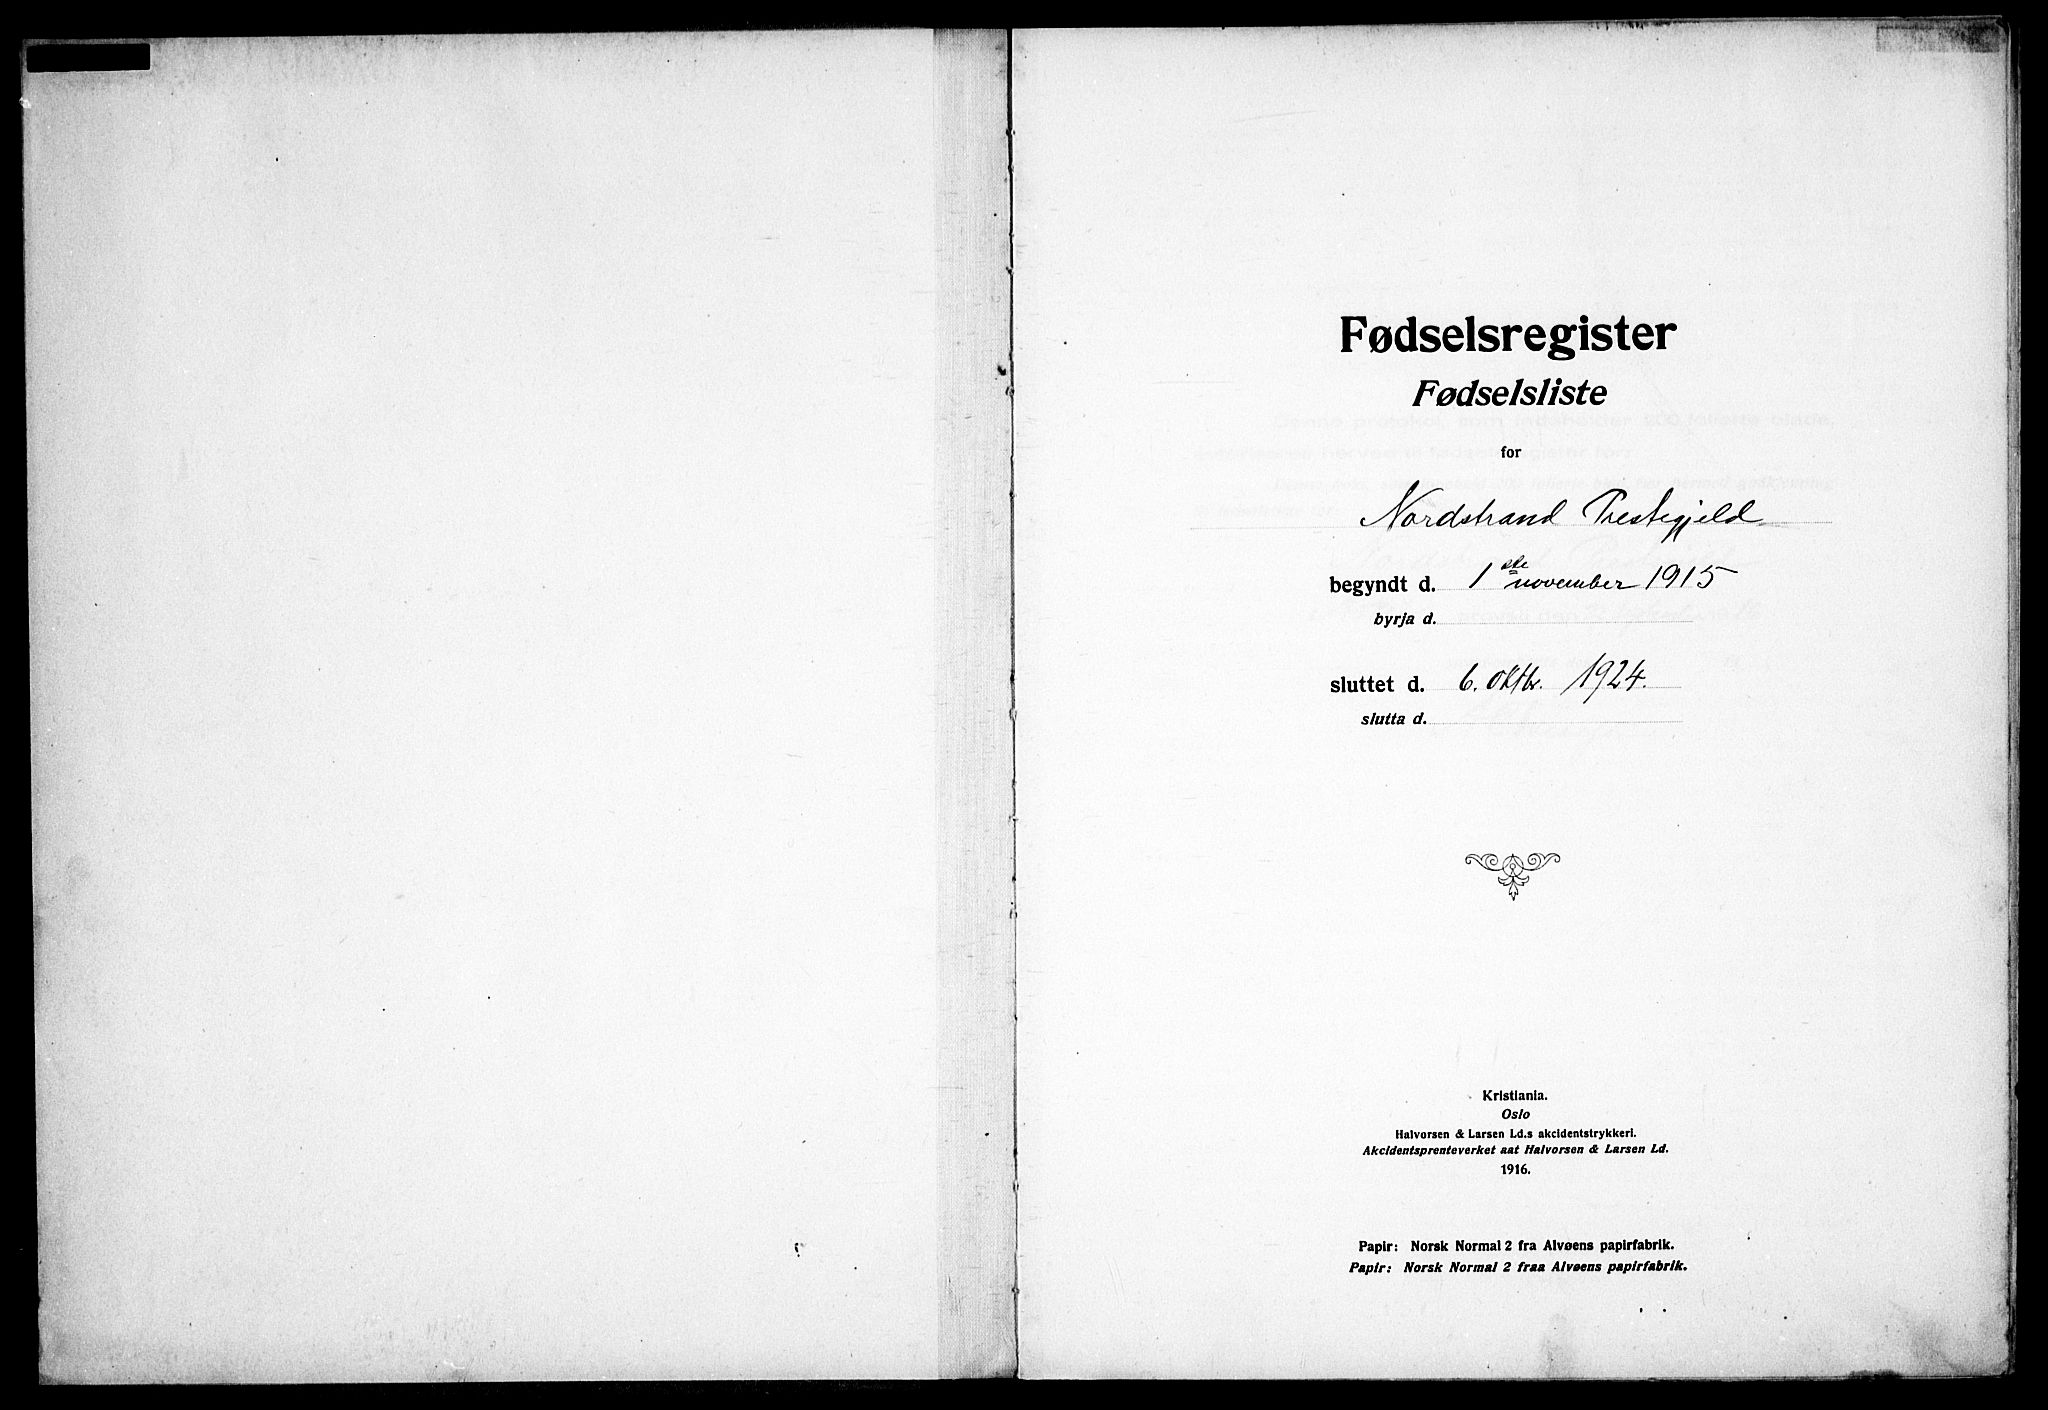 Fødselsregister
Fødselsliste
for
Nordstrand Prestegjeld
begyndt d. 1ste november 1915
byrja d.
sluttet d. 6. oktbr. 1924.
slutta d.
Kristiania.
Oslo
Halvorsen & Larsen Ld.s akcidentstrykkeri.
Akcidentsprenteverket aat Halvorsen & Larsen Ld.
1916.
Papir: Norsk Normal 2 fra Alvøens papirfabrik.
Papir: Norsk Normal 2 fraa Alvøens papirfabrik.